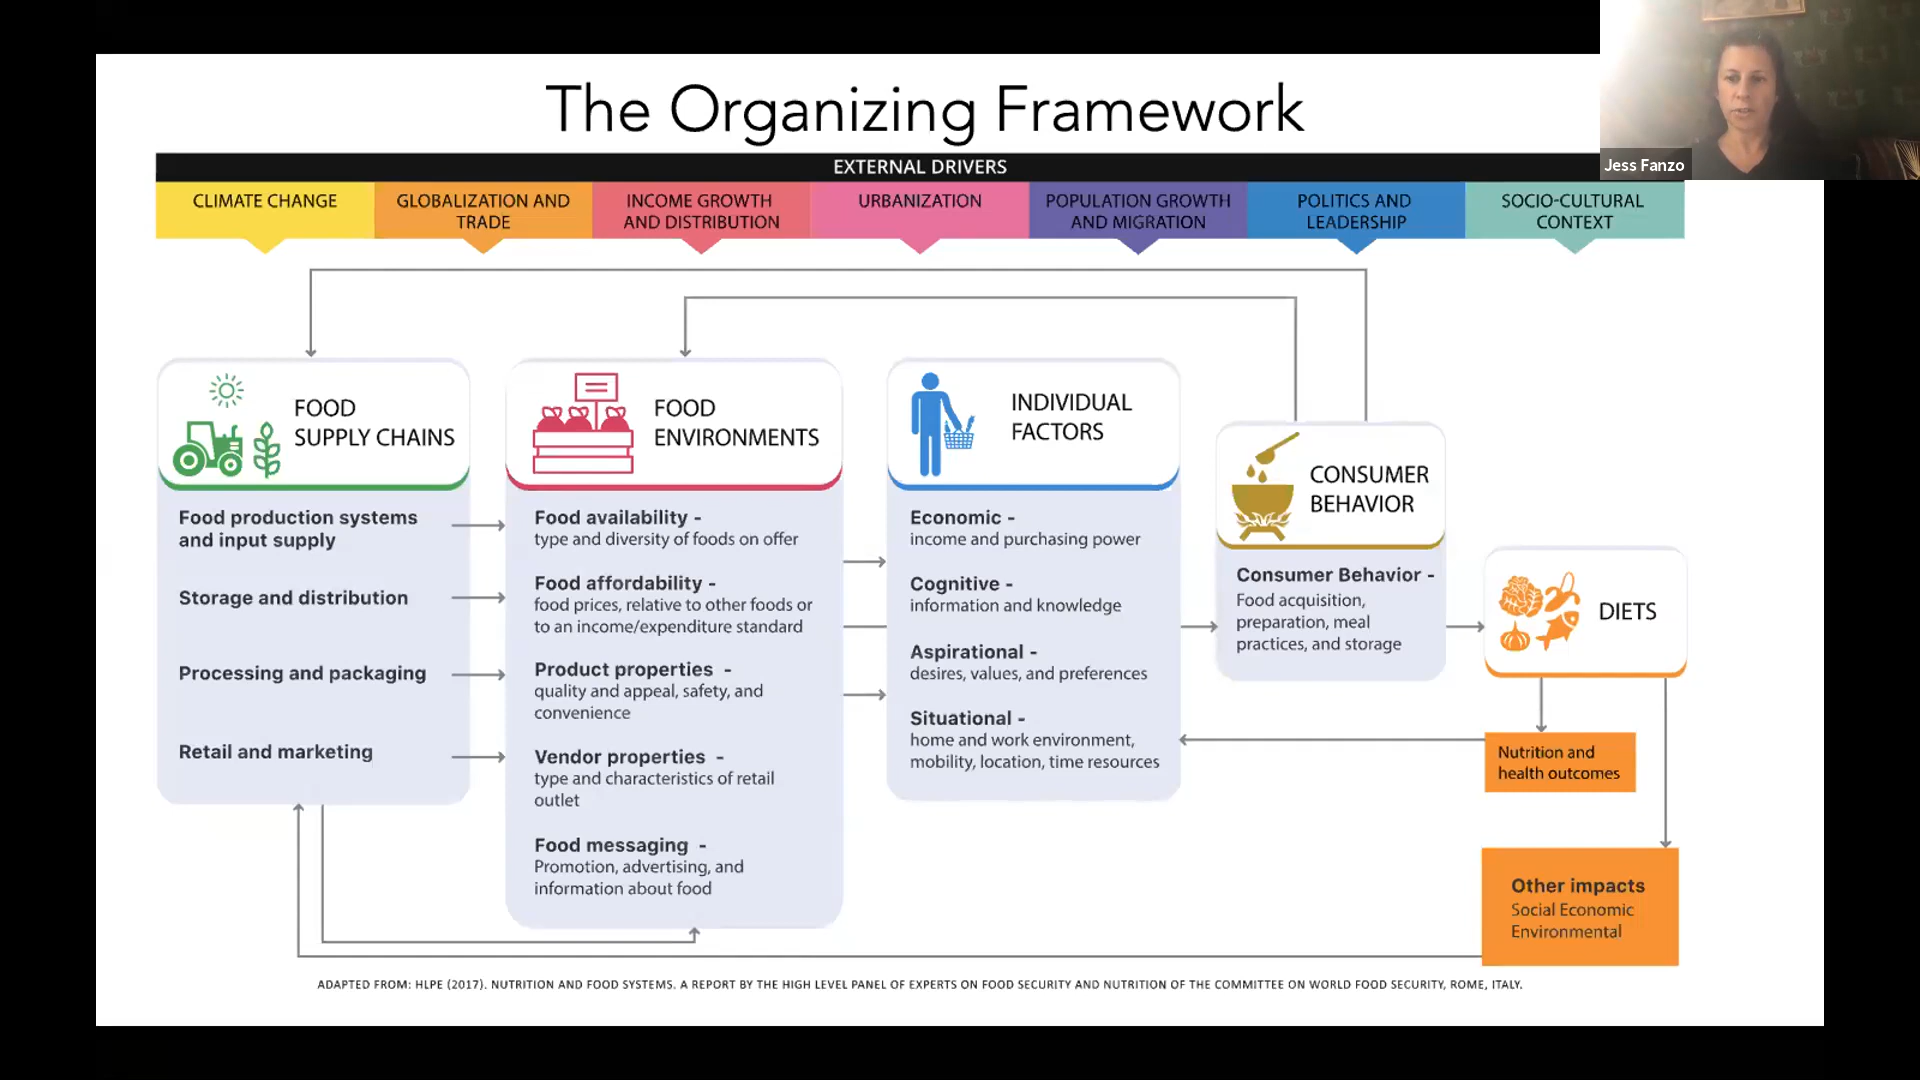 The Organizing Framework
Jess Fanzo
EXTERNAL DRIVERS
CLIMATE CHANGE
GLOBALIZATION AND
TRADE
INCOME GROWTH
AND DISTRIBUTION
URBANIZATION
POPULATION GROWTH
AND MIGRATION
POLITICS AND
LEADERSHIP
SOCIO-CULTURAL
CONTEXT
FOOD
SUPPLY CHAINS
Food production systems
and input supply
Storage and distribution
Processing and packaging
Retail and marketing
FOOD
ENVIRONMENTS
Food availability -
type and diversity of foods on offer
Food affordability -
food prices, relative to other foods or
to an income/expenditure standard
Product properties -
quality and appeal, safety, and
convenience
Vendor properties -
type and characteristics of retail
outlet
Food messaging -
Promotion, advertising, and
information about food
INDIVIDUAL
FACTORS
Economic -
income and purchasing power
Cognitive -
information and knowledge
Aspirational -
desires, values, and preferences
Situational -
home and work environment,
mobility, location, time resources
CONSUMER
BEHAVIOR
Consumer Behavior -
Food acquisition,
preparation, meal
practices, and storage
DIETS
Nutrition and
health outcomes
Other impacts
Social Economic
Environmental
ADAPTED FROM: HLPE (2017). NUTRITION AND FOOD SYSTEMS. A REPORT BY THE HIGH LEVEL PANEL OF EXPERTS ON FOOD SECURITY AND NUTRITION OF THE COMMITTEE ON WORLD FOOD SECURITY, ROME, ITALY.